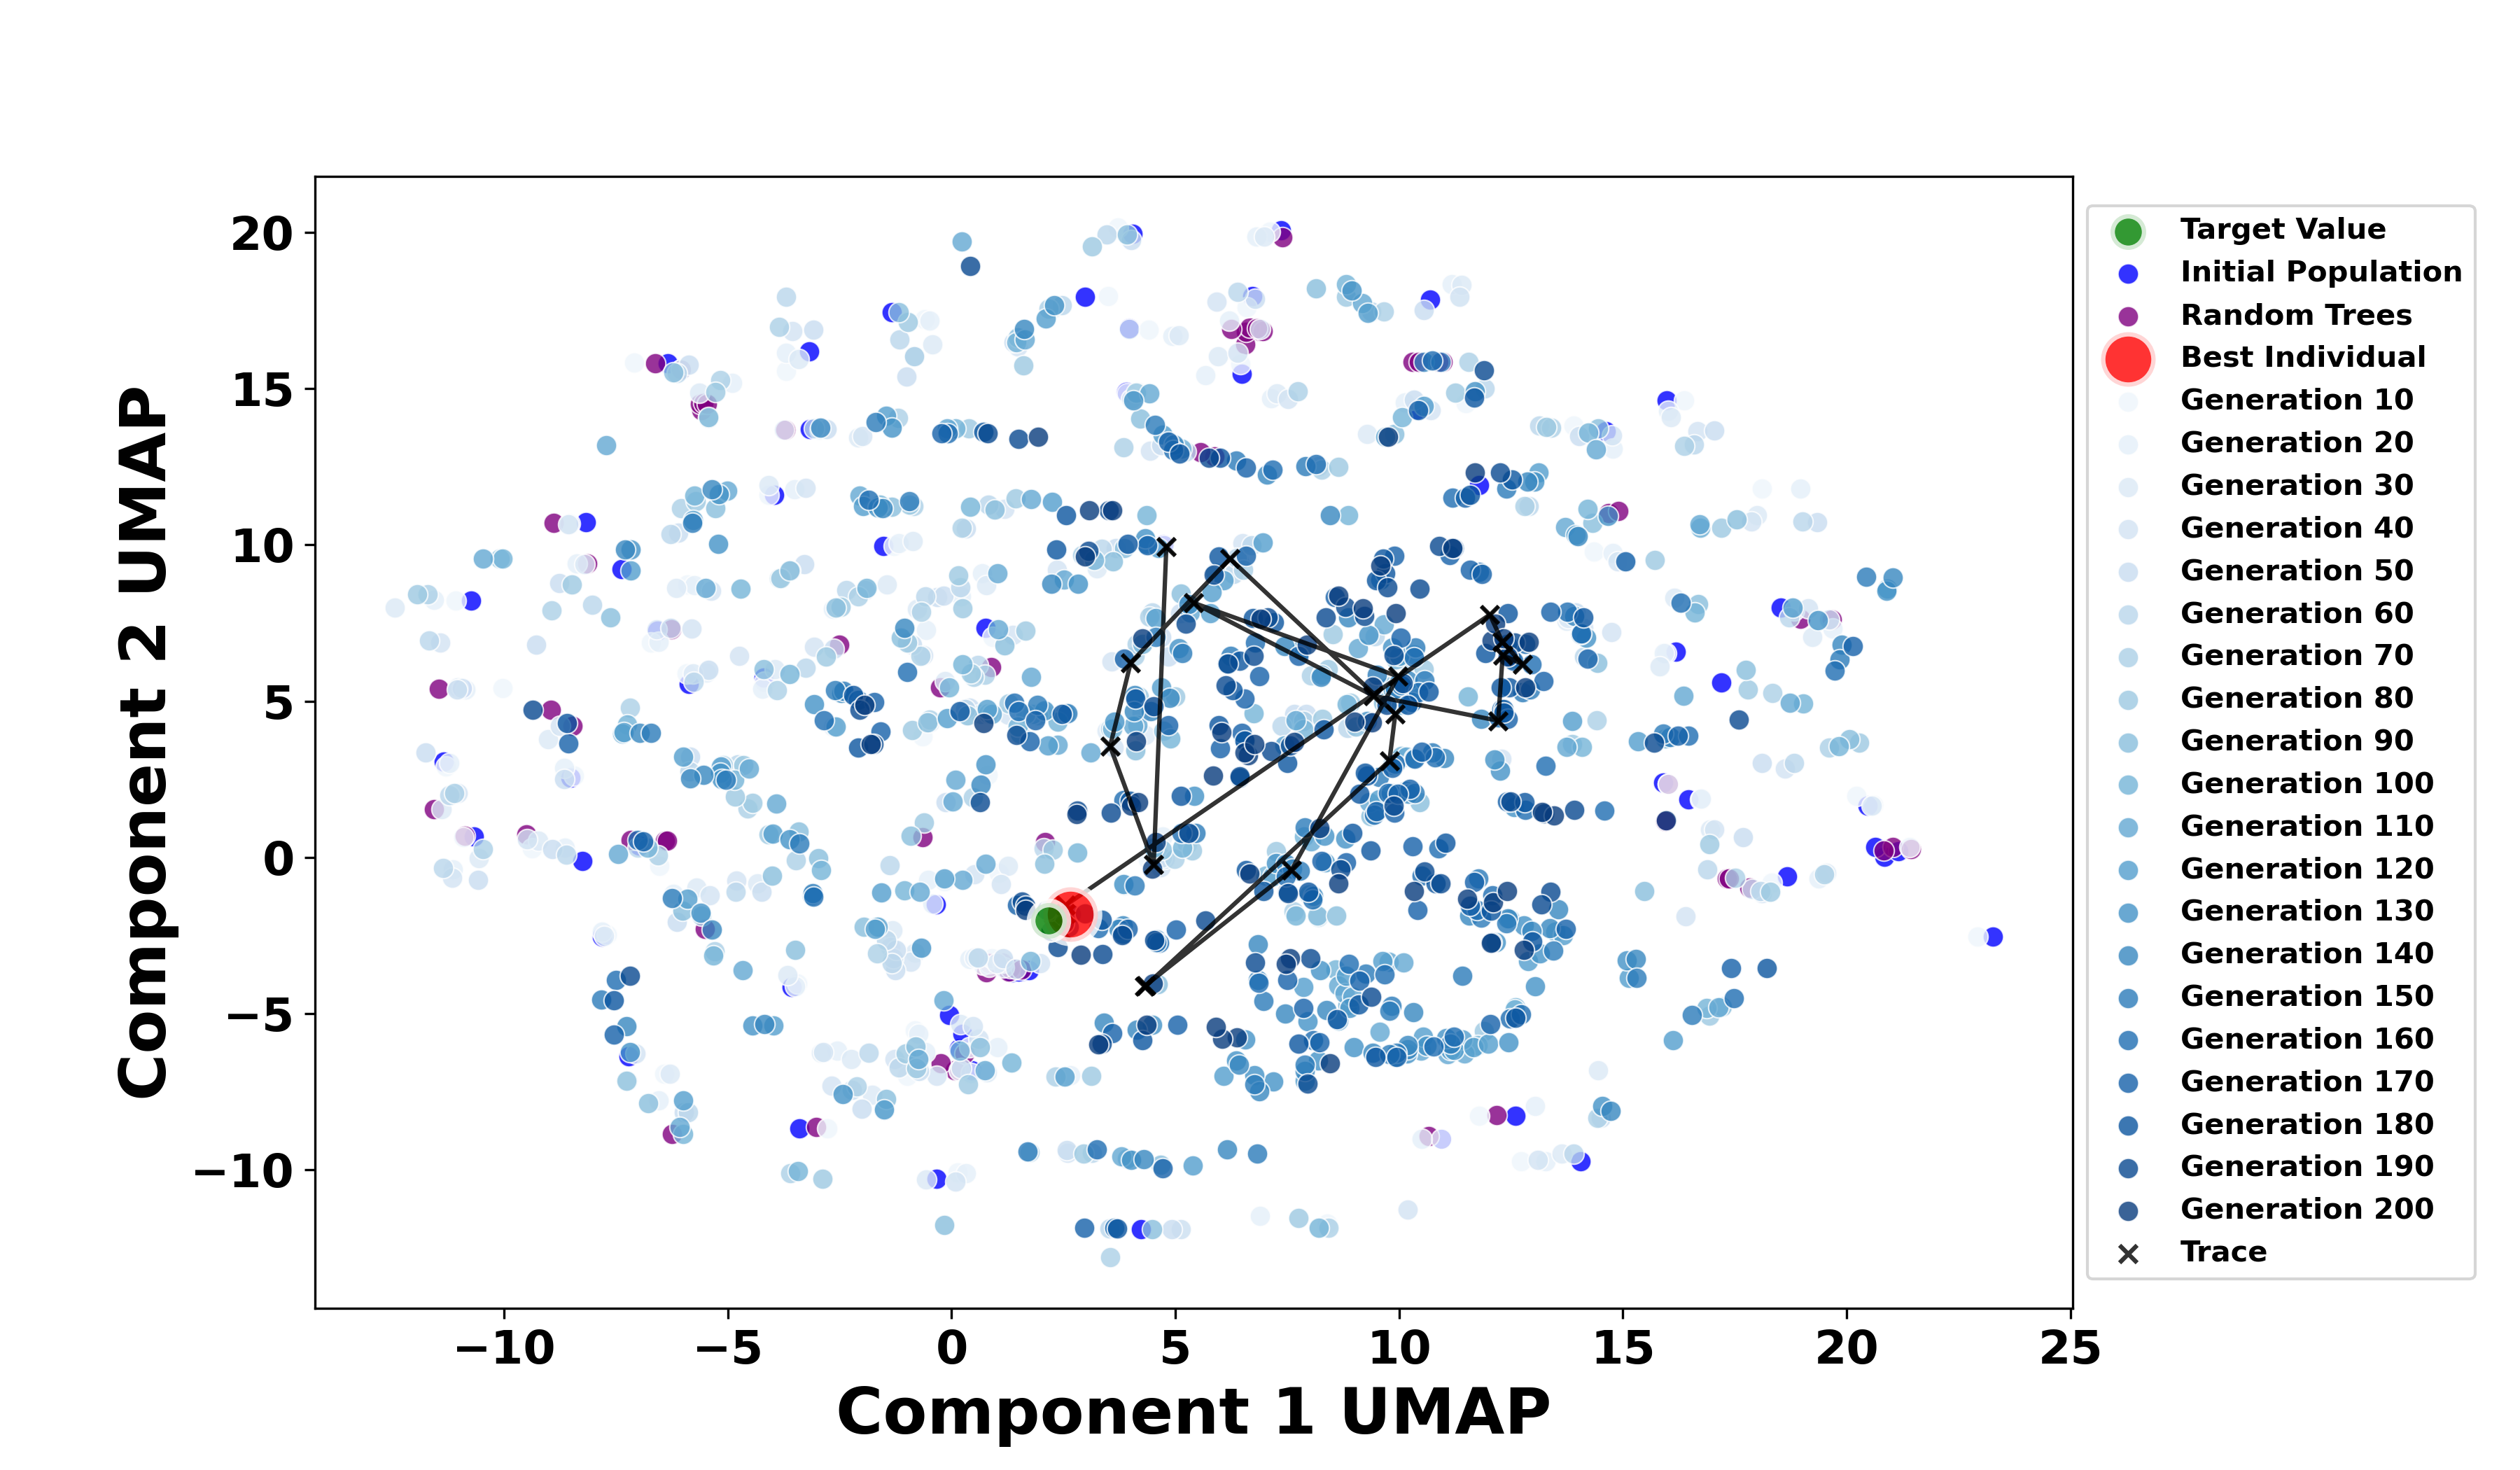 20
15
10
5
0
−5
−10
−10
−5
0
5
10
15
20
25
Component 2 UMAP
Component 1 UMAP
Target Value
Initial Population
Random Trees
Best Individual
Generation 10
Generation 20
Generation 30
Generation 40
Generation 50
Generation 60
Generation 70
Generation 80
Generation 90
Generation 100
Generation 110
Generation 120
Generation 130
Generation 140
Generation 150
Generation 160
Generation 170
Generation 180
Generation 190
Generation 200
Trace